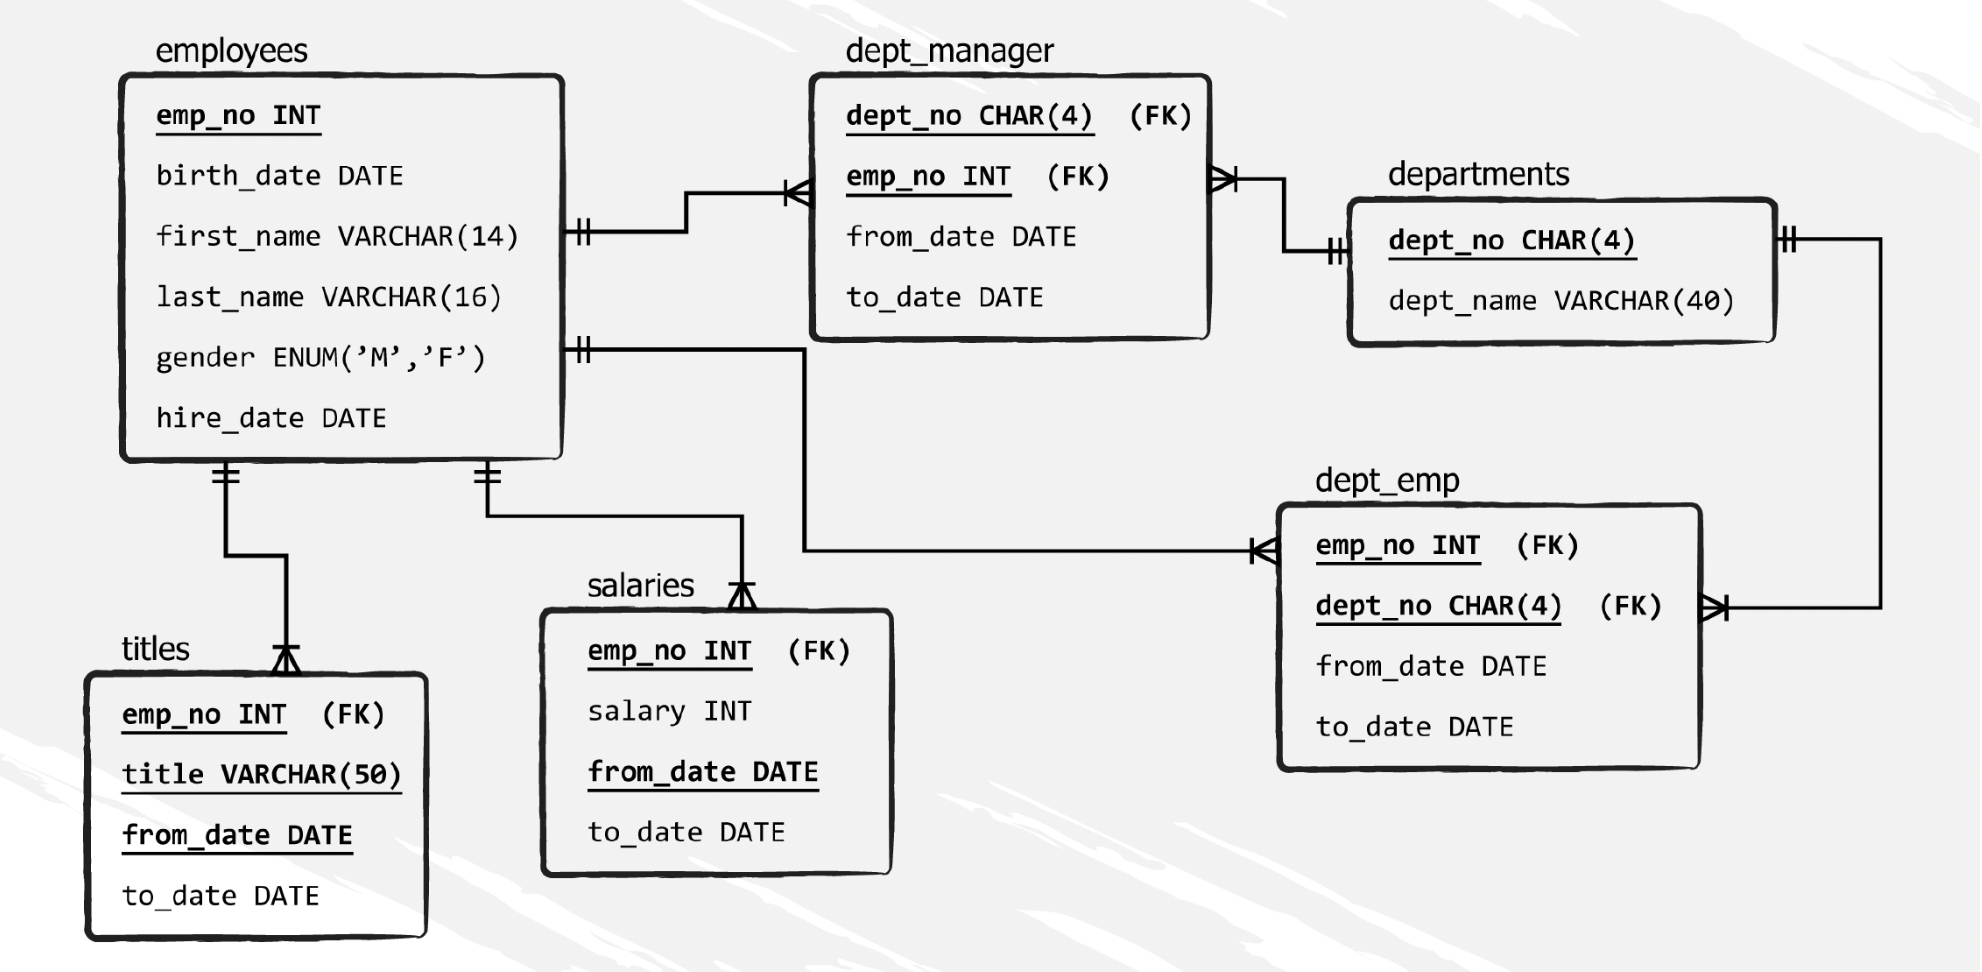 employees
emp_no INT
birth_date DATE
first_name VARCHAR(14)
last_name VARCHAR(16)
gender ENUM(’M’,’F’)
hire_date DATE
dept_manager
dept_no CHAR(4) (FK)
emp_no INT (FK)
from_date DATE
to_date DATE
departments
dept_no CHAR(4)
dept_name VARCHAR(40)
dept_emp
emp_no INT (FK)
dept_no CHAR(4) (FK)
from_date DATE
to_date DATE
salaries
emp_no INT (FK)
salary INT
from_date DATE
to_date DATE
titles
emp_no INT (FK)
title VARCHAR(50)
from_date DATE
to_date DATE